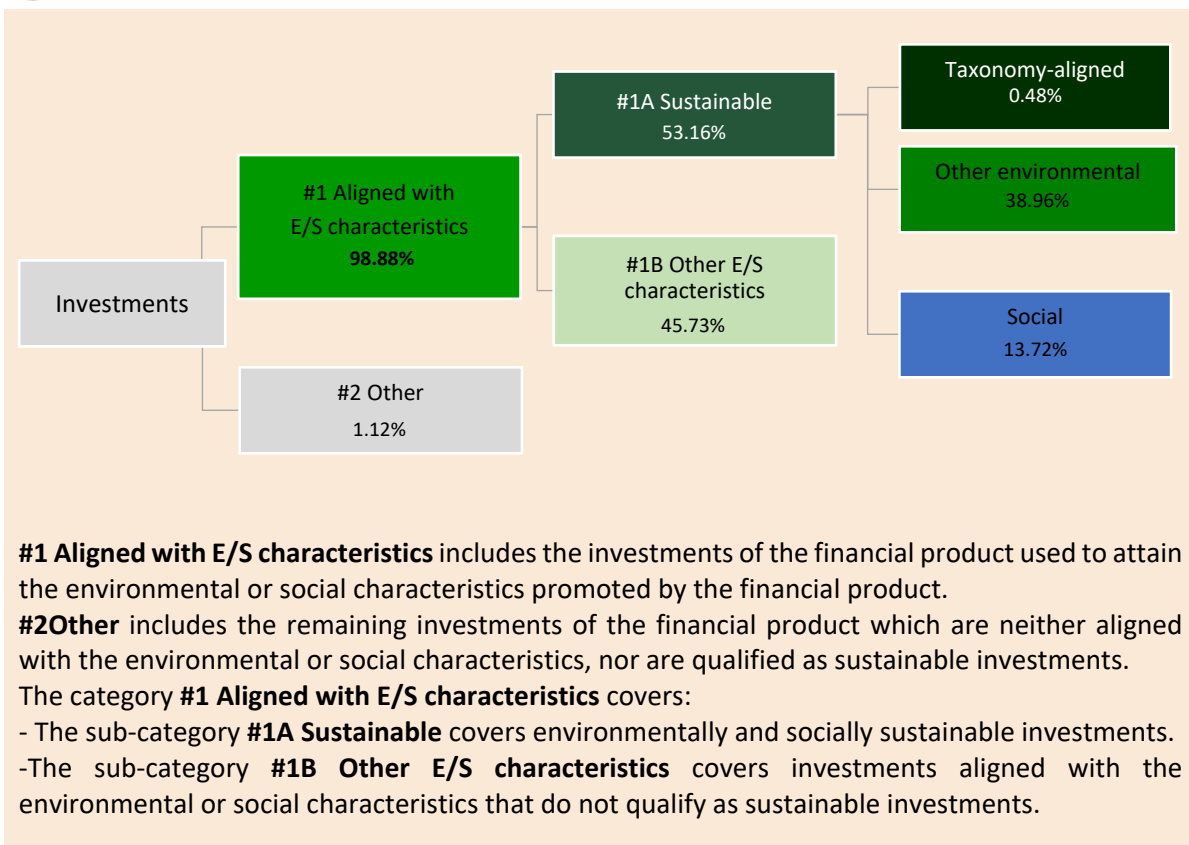 Investments
#1 Aligned with
E/S characteristics
98.88%
#2 Other
1.12%
#1A Sustainable
53.16%
#1B Other E/S
characteristics
45.73%
Taxonomy-aligned
0.48%
Other environmental
38.96%
Social
13.72%
#1 Aligned with E/S characteristics includes the investments of the financial product used to attain
the environmental or social characteristics promoted by the financial product.
#2Other includes the remaining investments of the financial product which are neither aligned
with the environmental or social characteristics, nor are qualified as sustainable investments.
The category #1 Aligned with E/S characteristics covers:
- The sub-category #1A Sustainable covers environmentally and socially sustainable investments.
-The sub-category #1B Other E/S characteristics covers investments aligned with the
environmental or social characteristics that do not qualify as sustainable investments.